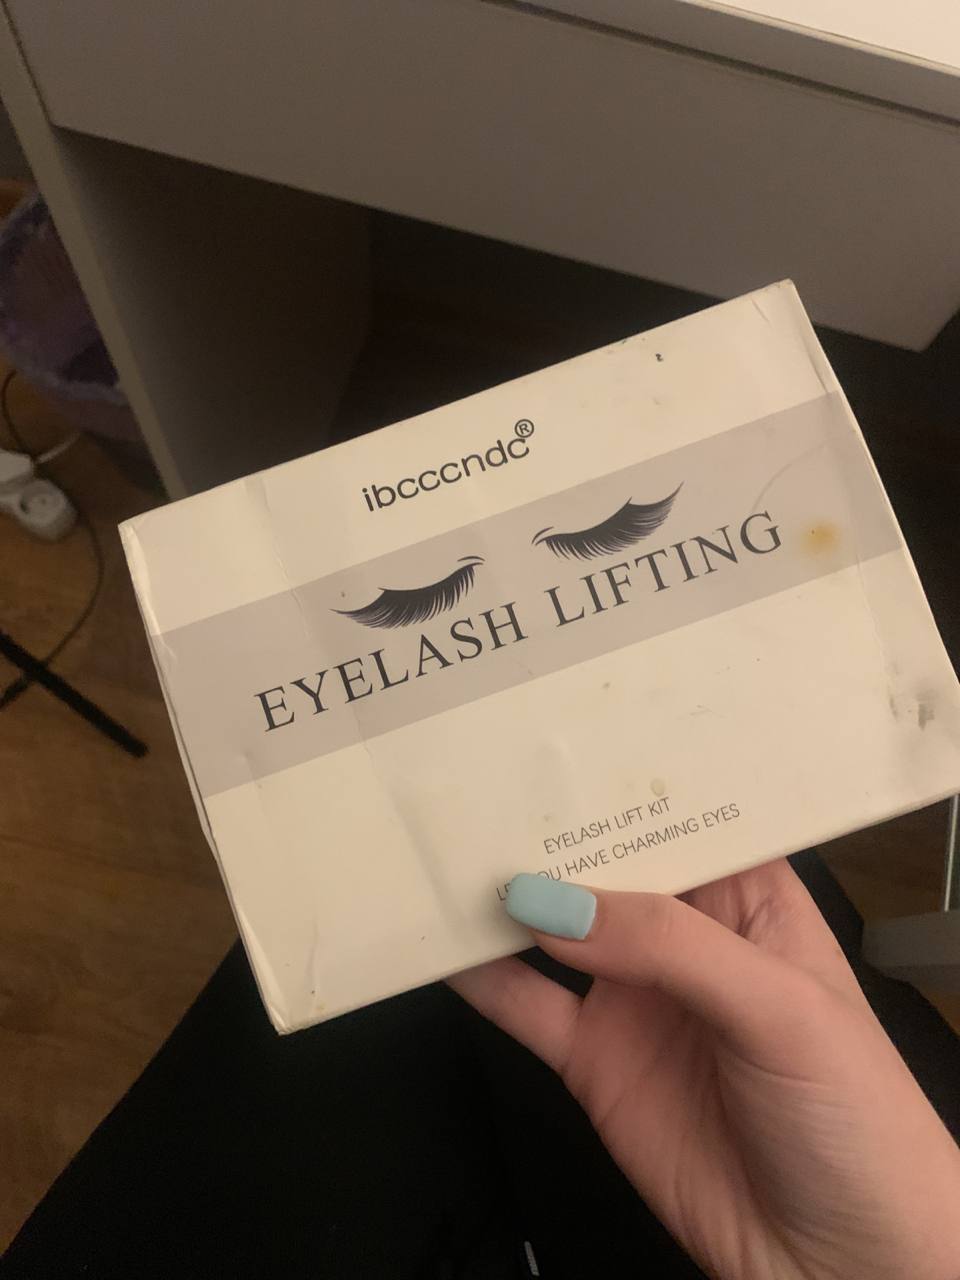 ibcccndc®
EYELASH LIFTING
EYELASH LIFT KIT
HAVE CHARMING EYES